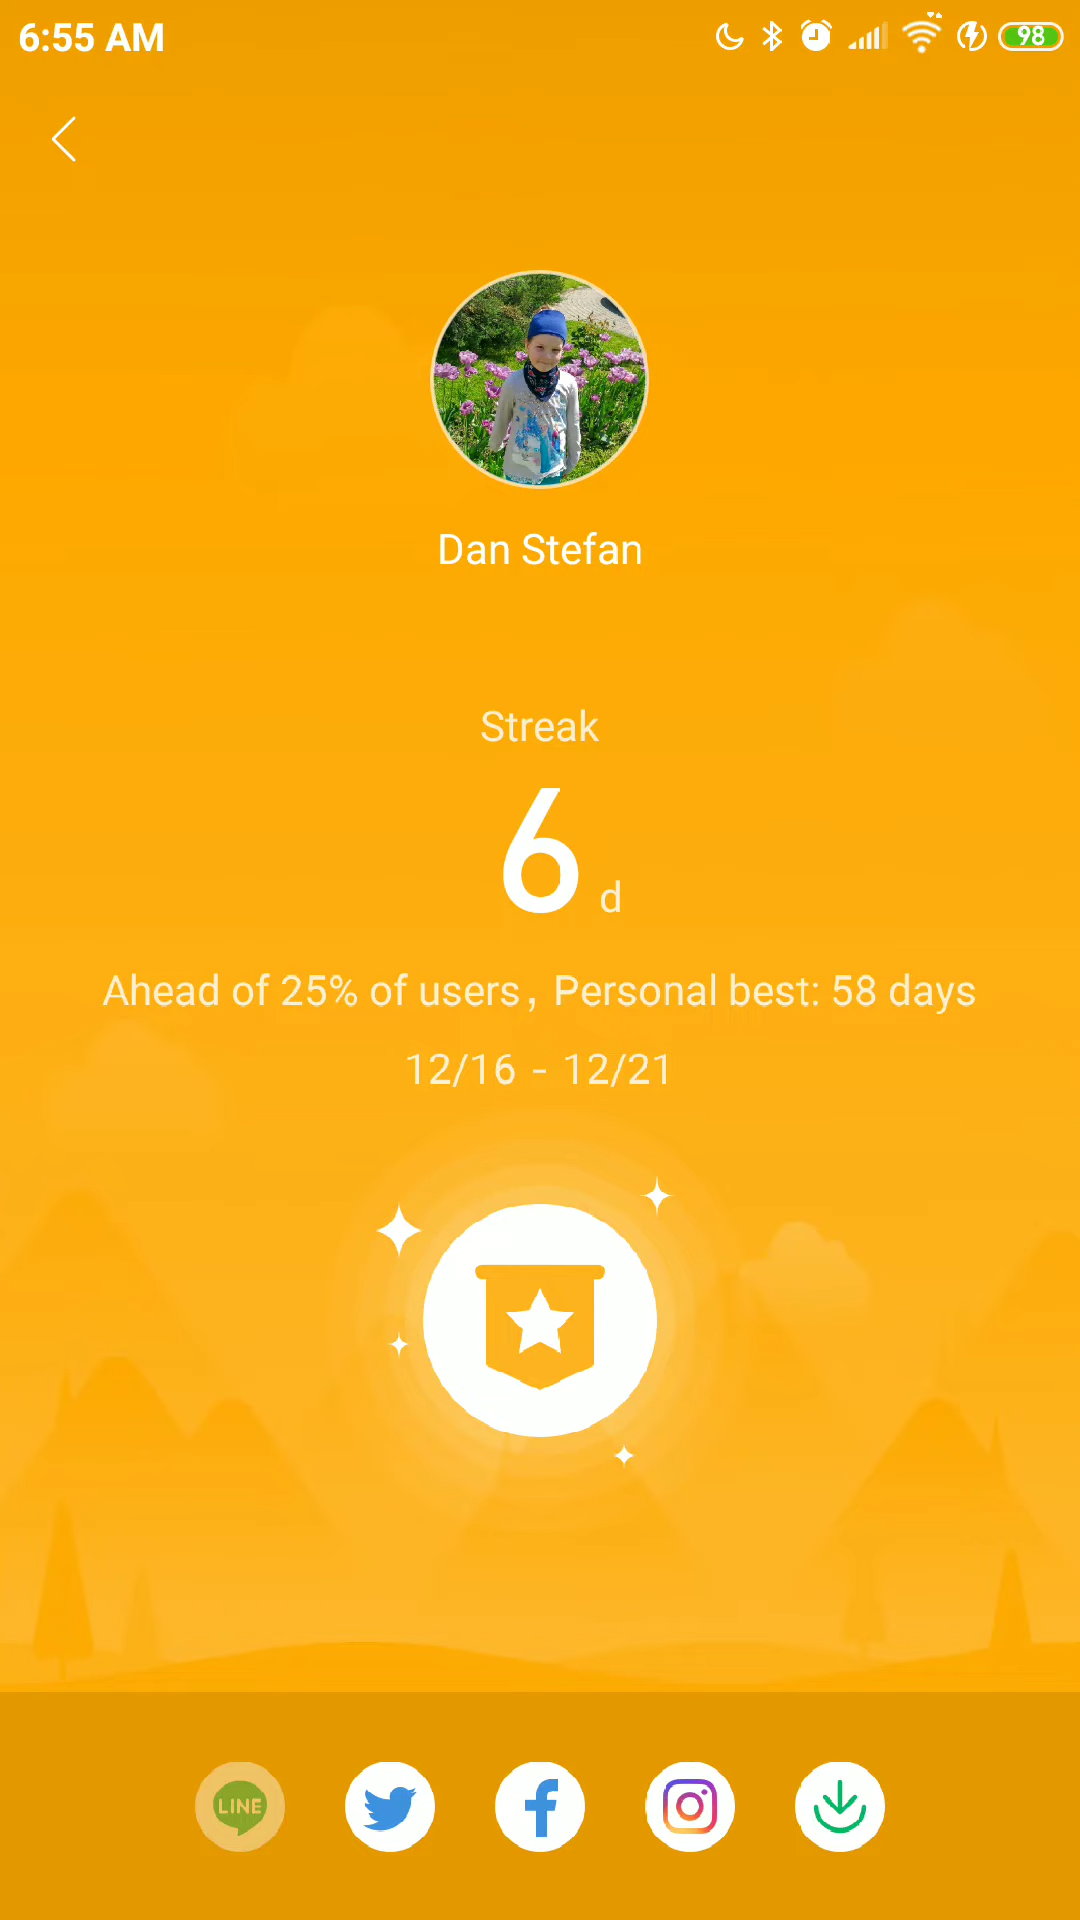 6:55 AM
98
Dan Stefan
Streak
6 d
Ahead of 25% of users, Personal best: 58 days
12/16 - 12/21
LINE